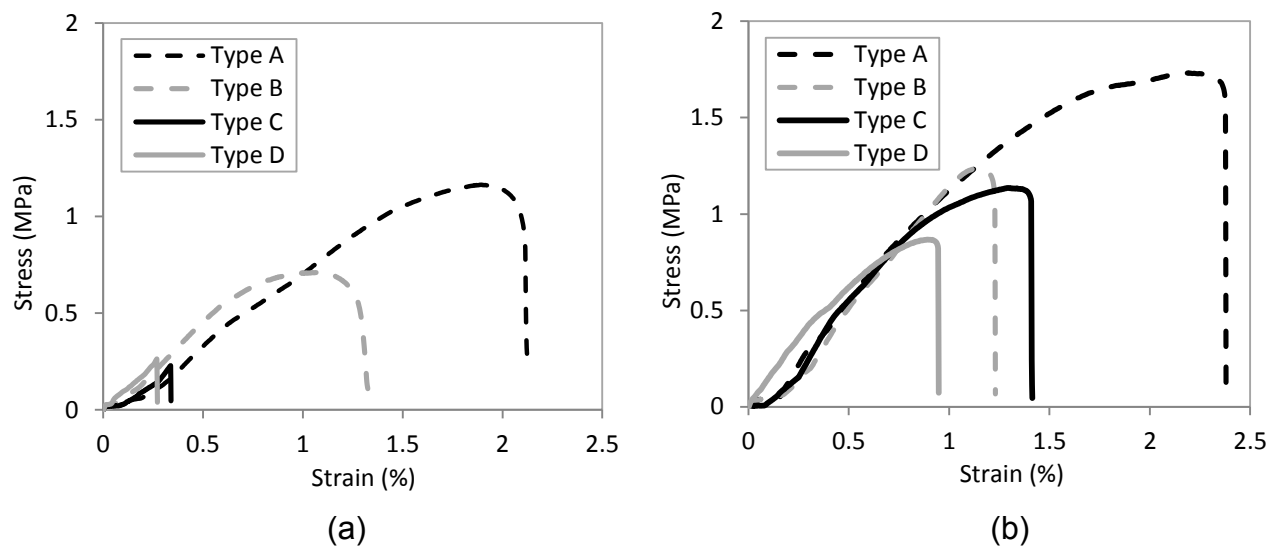 2
1.5
1
0.5
0
Stress (MPa)
Type A
Type B
Type C
Type D
0 0.5 1 1.5 2 2.5
Strain (%)
(a)
2
1.5
1
0.5
0
Stress (MPa)
Type A
Type B
Type C
Type D
0 0.5 1 1.5 2 2.5
Strain (%)
(b)